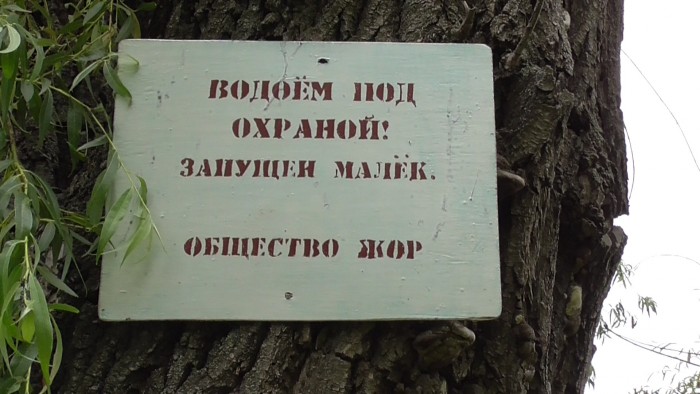 ВОДОЁМ ПОД
ОХРАНОЙ!
ЗАПУЩЕН МАЛЁК.
ОБЩЕСТВО ЖОР